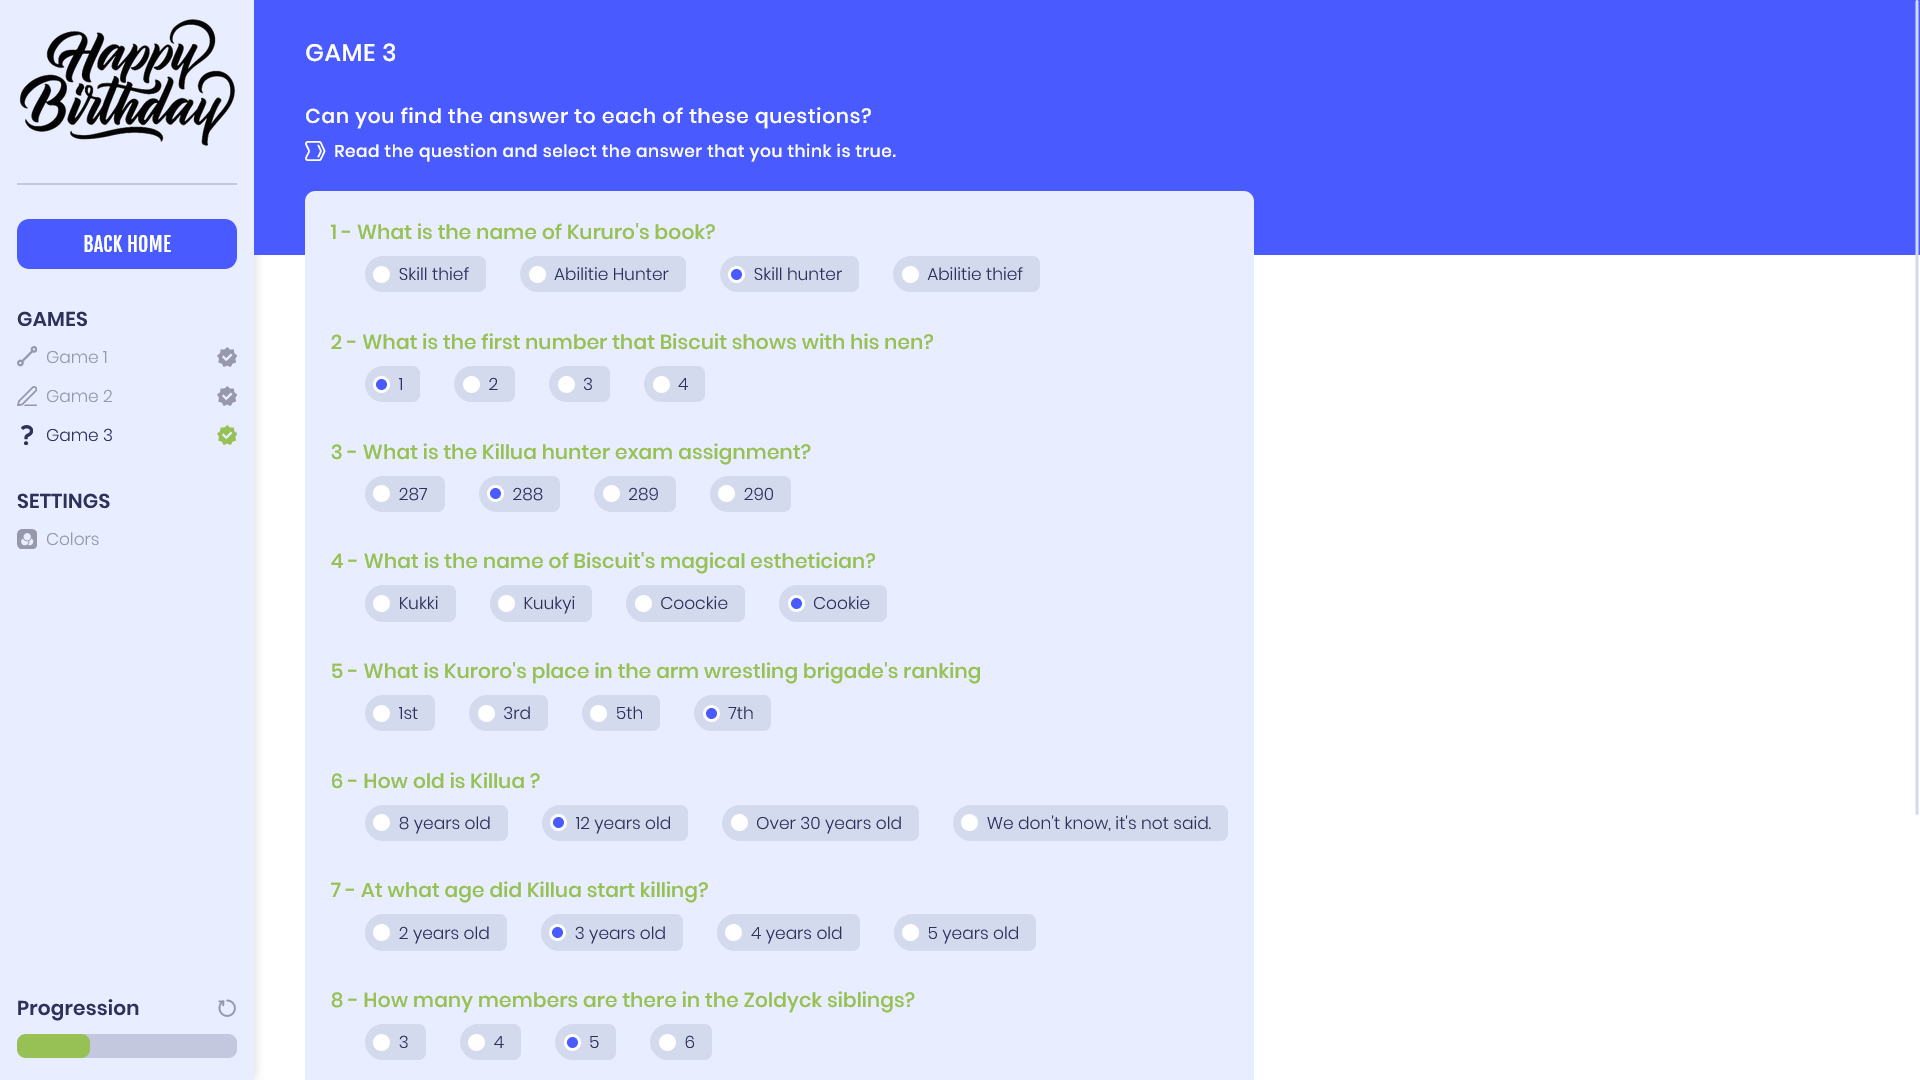 Happy
Birthday
BACK HOME
GAMES
Game 1
Game 2
Game 3
SETTINGS
Colors
Progression
GAME 3
Can you find the answer to each of these questions?
Read the question and select the answer that you think is true.
1 - What is the name of Kururo's book?
Skill thief Abilitie Hunter Skill hunter Abilitie thief
2 - What is the first number that Biscuit shows with his nen?
1 2 3 4
3 - What is the Killua hunter exam assignment?
287 288 289 290
4 - What is the name of Biscuit's magical esthetician?
Kukki Kuukyi Coockie Cookie
5 - What is Kuroro's place in the arm wrestling brigade's ranking
1st 3rd 5th 7th
6 - How old is Killua ?
8 years old 12 years old Over 30 years old We don't know, it's not said.
7 - At what age did Killua start killing?
2 years old 3 years old 4 years old 5 years old
8 - How many members are there in the Zoldyck siblings?
3 4 5 6